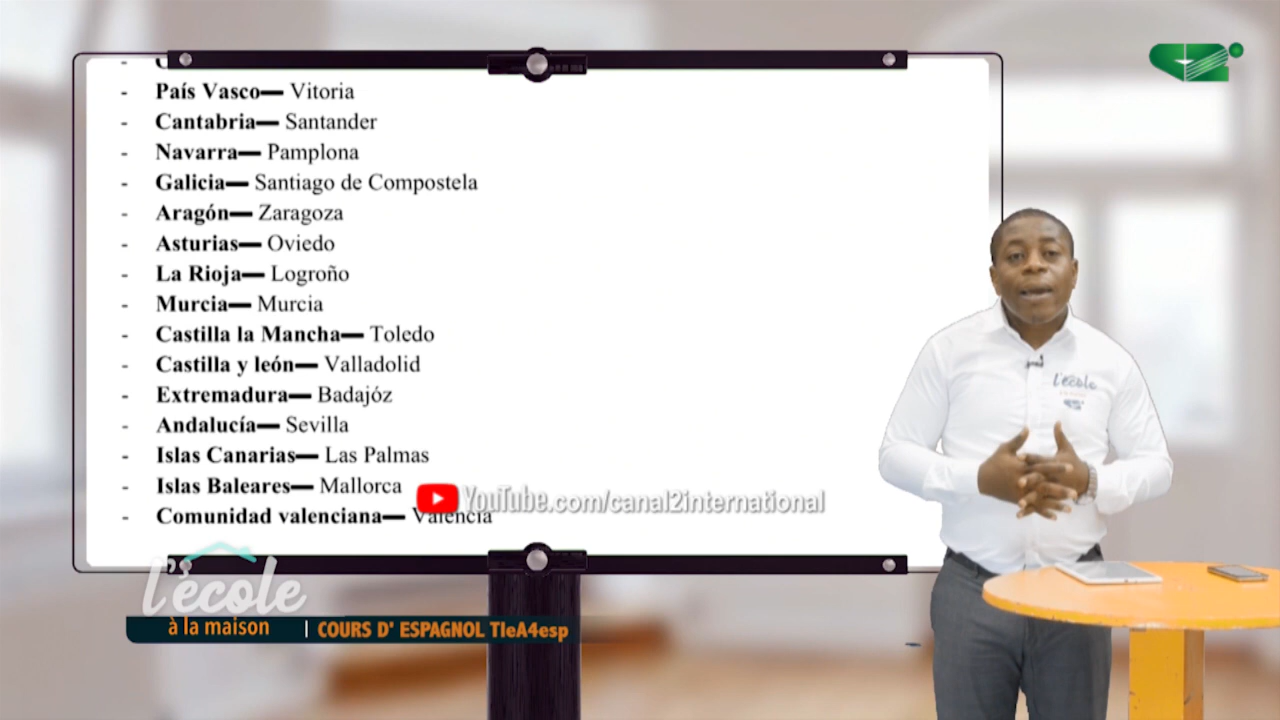 - País Vasco— Vitoria
- Cantabria— Santander
- Navarra— Pamplona
- Galicia— Santiago de Compostela
- Aragón— Zaragoza
- Asturias— Oviedo
- La Rioja— Logroño
- Murcia— Murcia
- Castilla la Mancha— Toledo
- Castilla y león— Valladolid
- Extremadura— Badajóz
- Andalucía— Sevilla
- Islas Canarias— Las Palmas
- Islas Baleares— Mallorca
- Comunidad valenciana— Valencia
YouTube.com/canal2international
l'école
à la maison | COURS D' ESPAGNOL TleA4esp
l'école